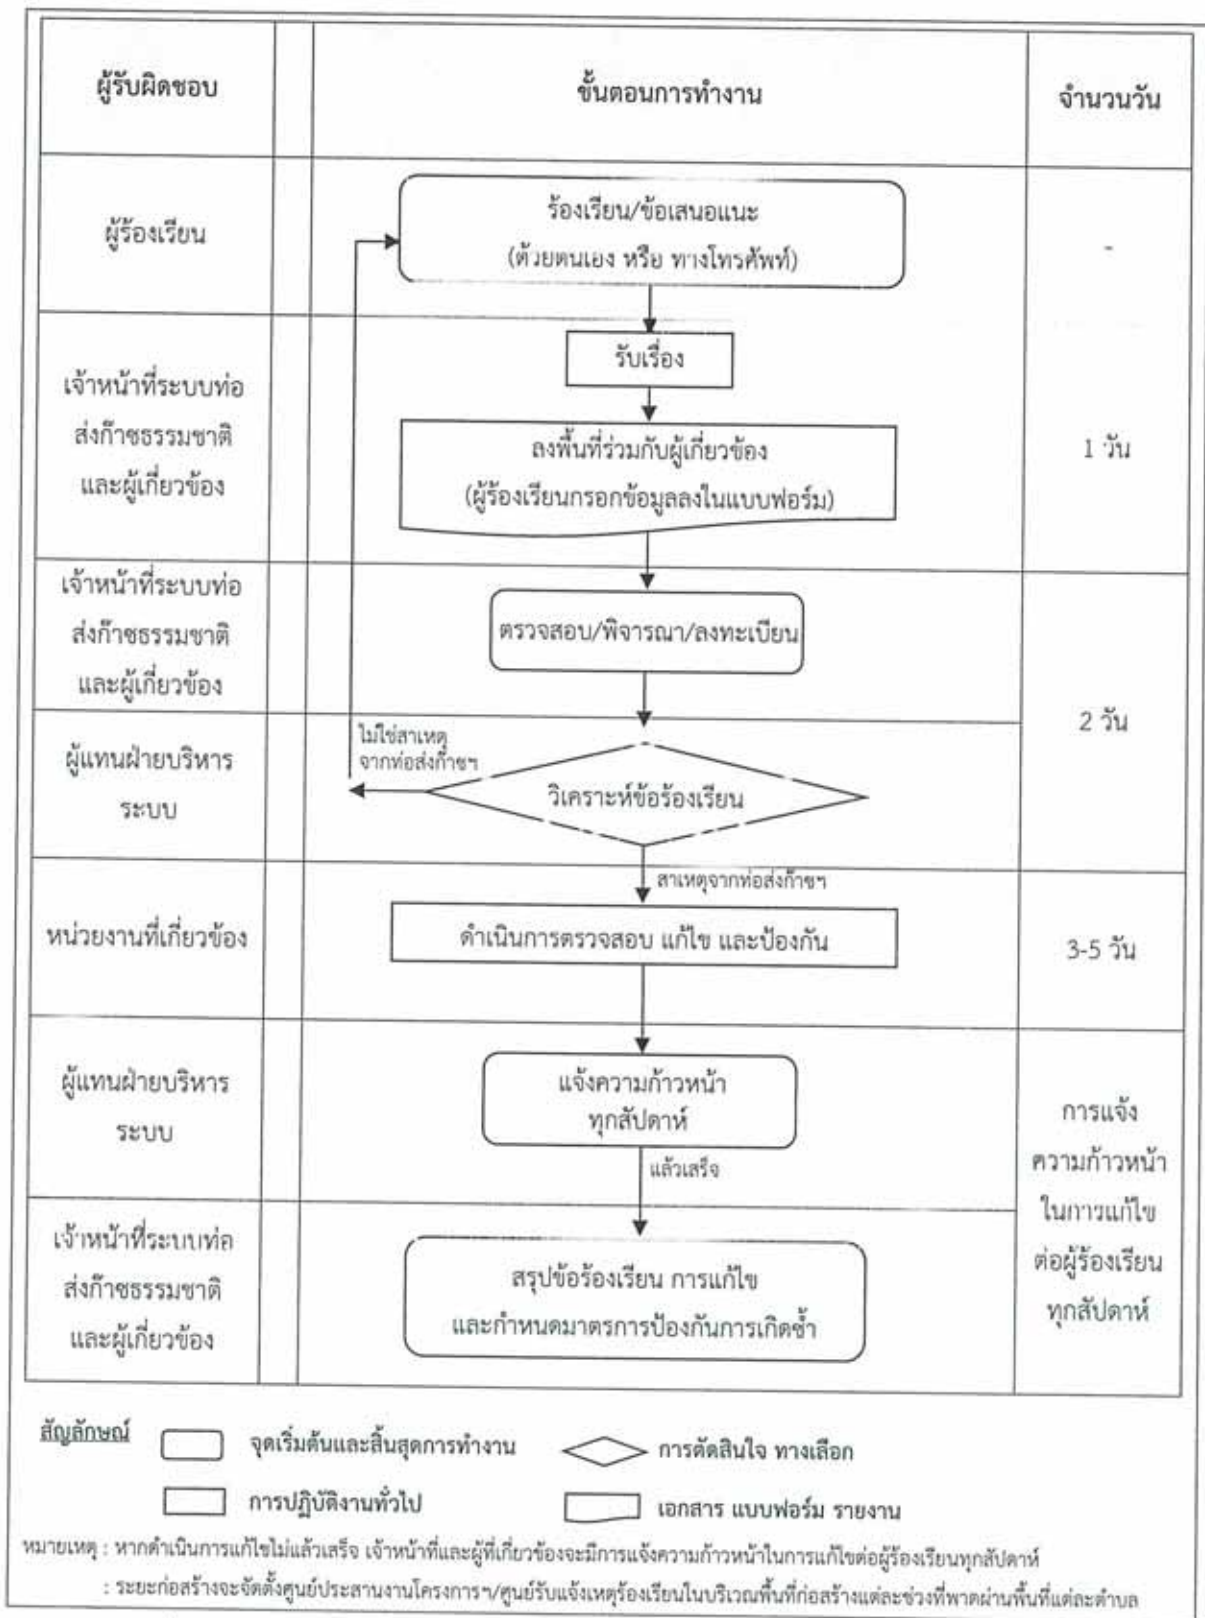 ผู้รับผิดชอบ
ขั้นตอนการทำงาน
จำนวนวัน
ผู้ร้องเรียน
ร้องเรียน/ข้อเสนอแนะ
(ด้วยตนเอง หรือ ทางโทรศัพท์)
-
เจ้าหน้าที่ระบบท่อ
ส่งก๊าซธรรมชาติ
และผู้เกี่ยวข้อง
รับเรื่อง
ลงพื้นที่ร่วมกับผู้เกี่ยวข้อง
(ผู้ร้องเรียนกรอกข้อมูลลงในแบบฟอร์ม)
1 วัน
เจ้าหน้าที่ระบบท่อ
ส่งก๊าซธรรมชาติ
และผู้เกี่ยวข้อง
ตรวจสอบ/พิจารณา/ลงทะเบียน
2 วัน
ผู้แทนฝ่ายบริหาร
ระบบ
ไม่ใช่สาเหตุ
จากท่อส่งก๊าซฯ
วิเคราะห์ข้อร้องเรียน
สาเหตุจากท่อส่งก๊าซฯ
หน่วยงานที่เกี่ยวข้อง
ดำเนินการตรวจสอบ แก้ไข และป้องกัน
3-5 วัน
ผู้แทนฝ่ายบริหาร
ระบบ
แจ้งความก้าวหน้า
ทุกสัปดาห์
แล้วเสร็จ
การแจ้ง
ความก้าวหน้า
ในการแก้ไข
ต่อผู้ร้องเรียน
ทุกสัปดาห์
เจ้าหน้าที่ระบบท่อ
ส่งก๊าซธรรมชาติ
และผู้เกี่ยวข้อง
สรุปข้อร้องเรียน การแก้ไข
และกำหนดมาตรการป้องกันการเกิดซ้ำ
สัญลักษณ์
จุดเริ่มต้นและสิ้นสุดการทำงาน
การตัดสินใจ ทางเลือก
การปฏิบัติงานทั่วไป
เอกสาร แบบฟอร์ม รายงาน
หมายเหตุ : หากดำเนินการแก้ไขไม่แล้วเสร็จ เจ้าหน้าที่และผู้ที่เกี่ยวข้องจะมีการแจ้งความก้าวหน้าในการแก้ไขต่อผู้ร้องเรียนทุกสัปดาห์
: ระยะก่อสร้างจะจัดตั้งศูนย์ประสานงานโครงการฯ/ศูนย์รับแจ้งเหตุร้องเรียนในบริเวณพื้นที่ก่อสร้างแต่ละช่วงที่พาดผ่านพื้นที่แต่ละตำบล